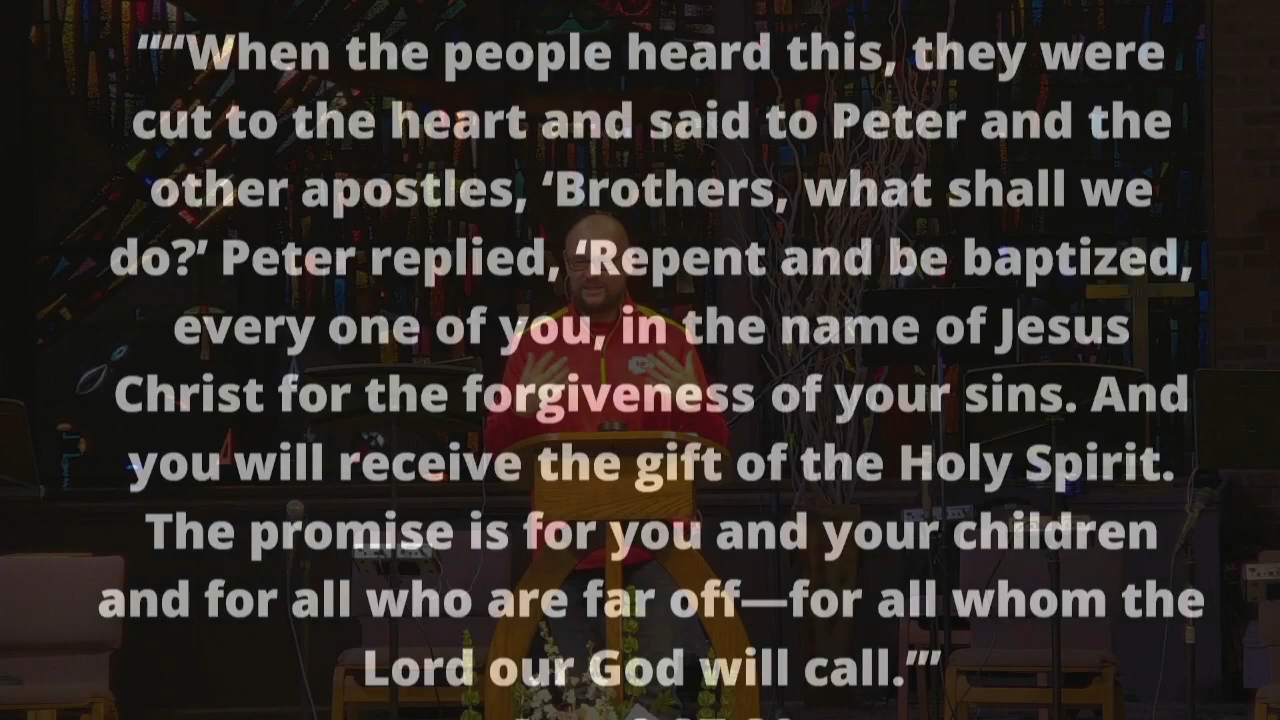 ““"When the people heard this, they were
cut to the heart and said to Peter and the
other apostles, ‘Brothers, what shall we
do?’ Peter replied, ‘Repent and be baptized,
every one of you, in the name of Jesus
Christ for the forgiveness of your sins. And
you will receive the gift of the Holy Spirit.
The promise is for you and your children
and for all who are far off—for all whom the
Lord our God will call.”’